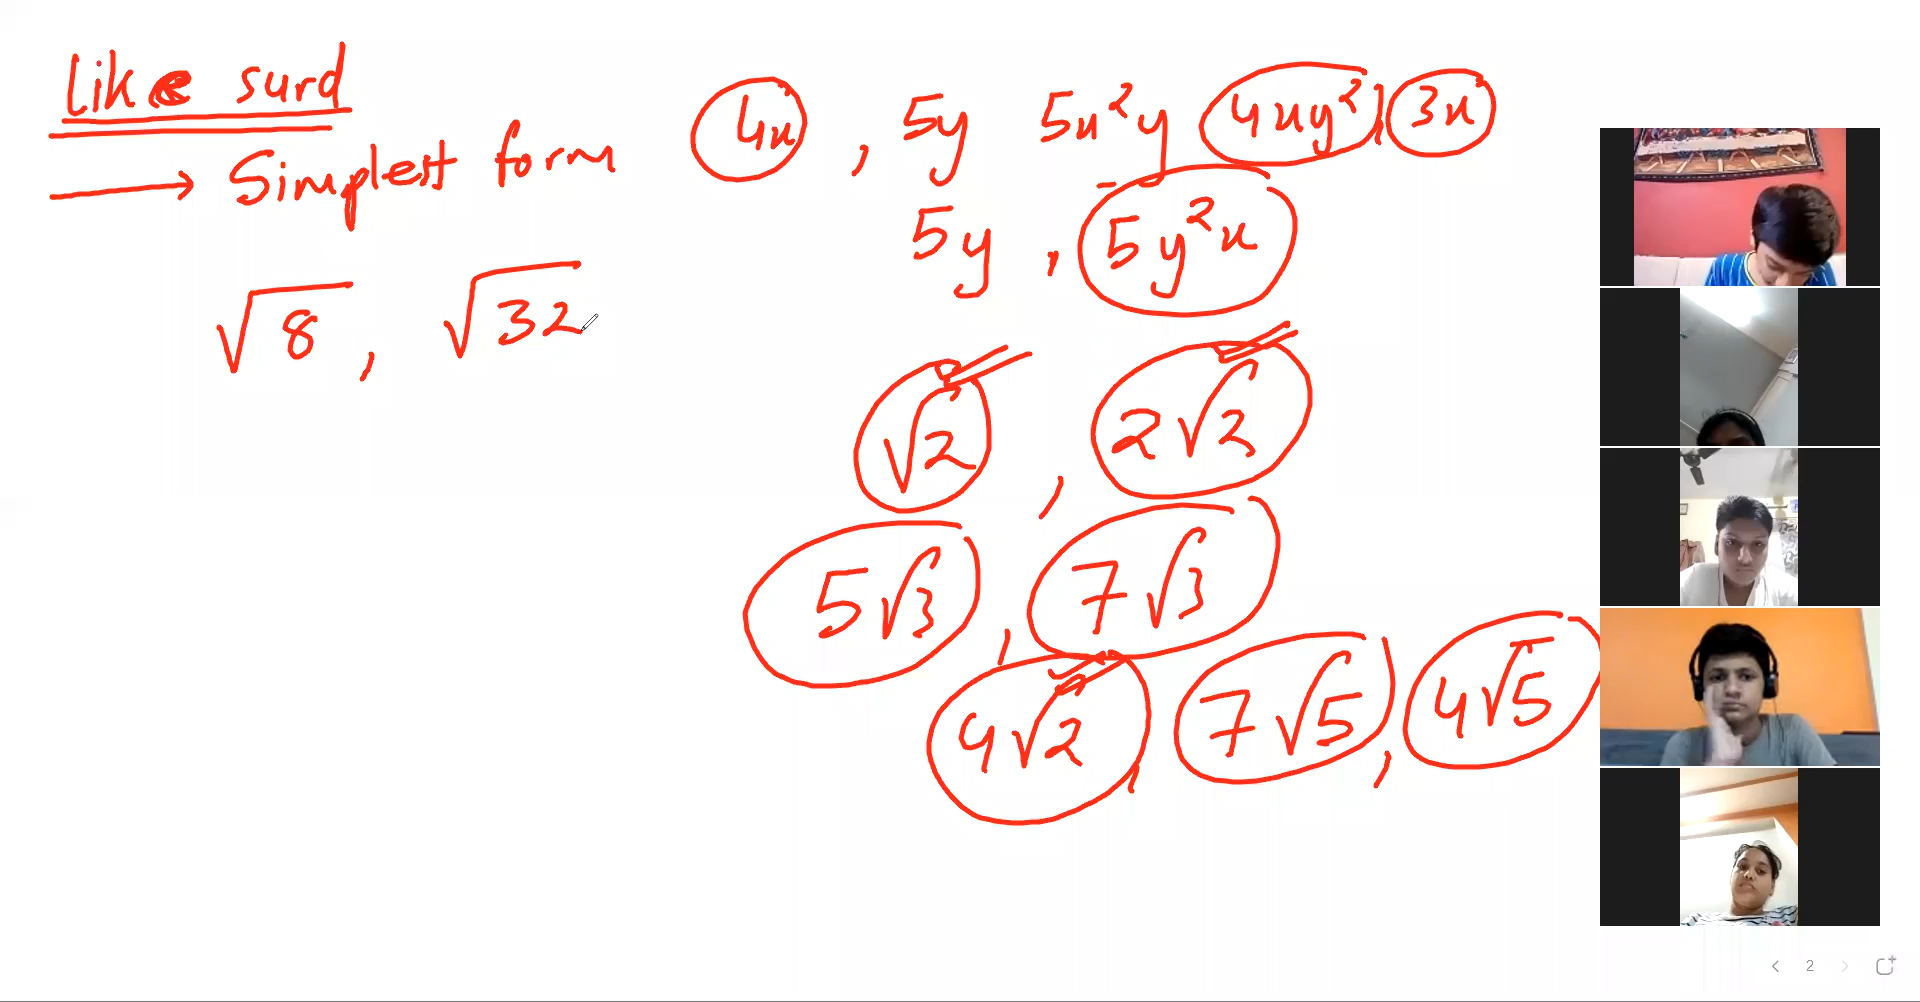 Like surd
→ Simplest form
√8 , √32
4x , 5y 5x²y 4xy² , 3x
5y , 5y²x
√2 , 2√2
5√3 , 7√3
4√2 , 7√5 , 4√5
2